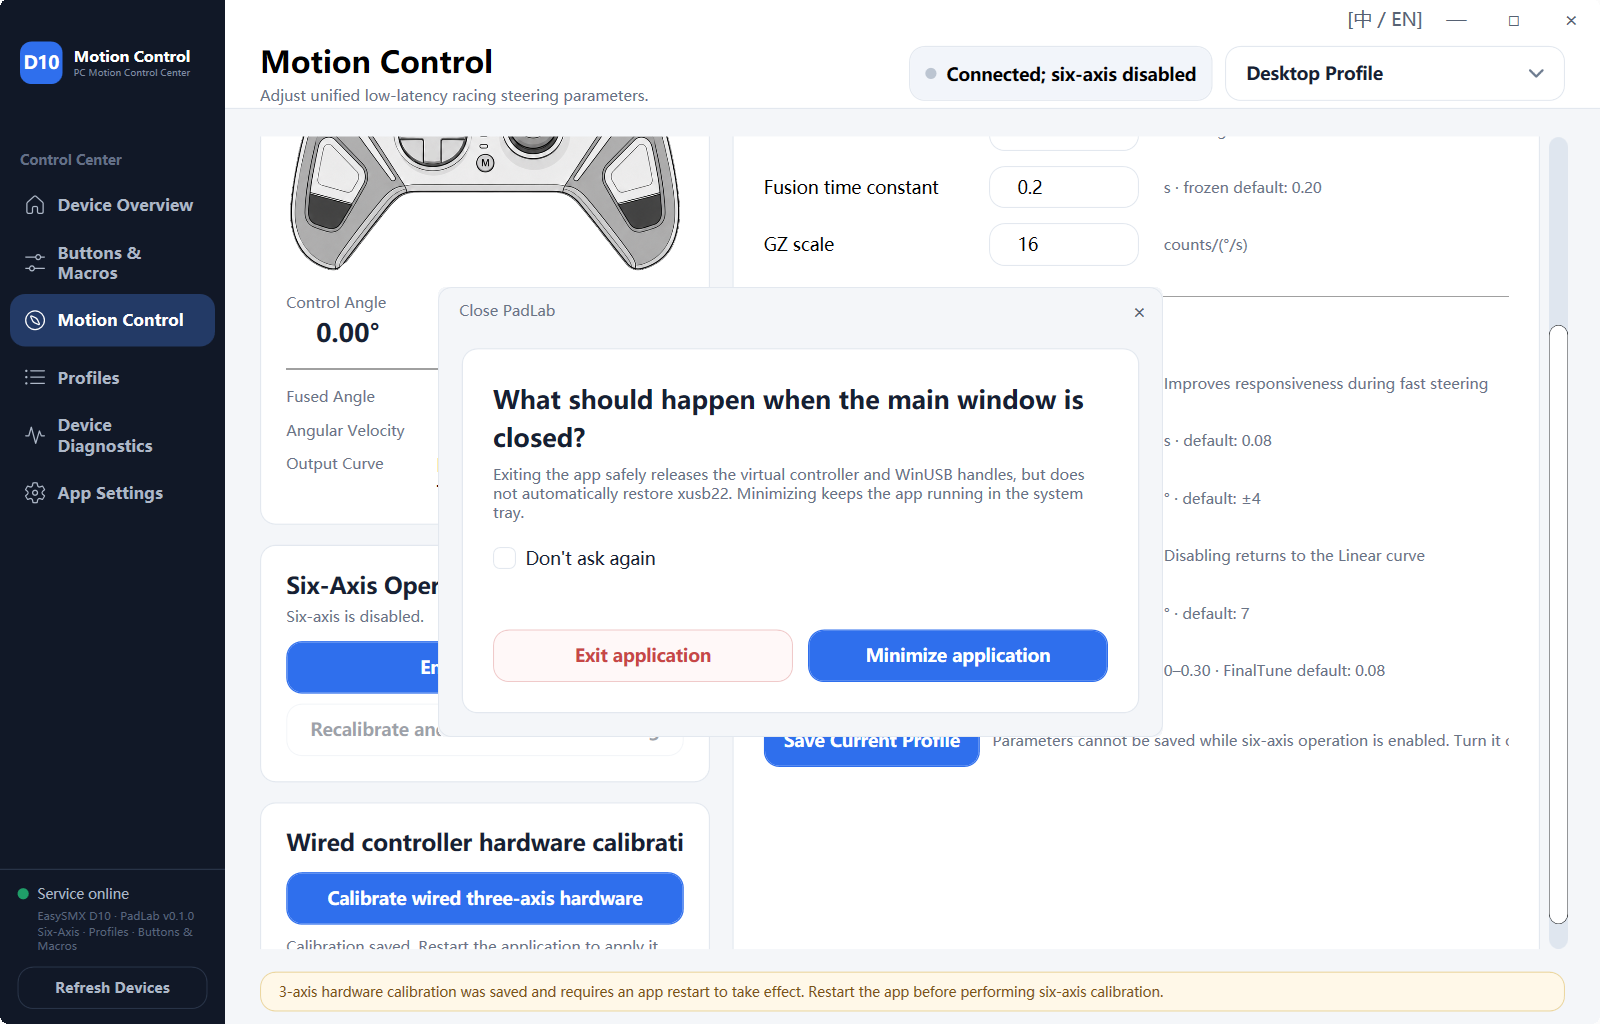 [中 / EN]
D10
Motion Control
PC Motion Control Center
Control Center
Device Overview
Buttons &
Macros
Motion Control
Profiles
Device
Diagnostics
App Settings
Service online
EasySMX D10 · PadLab v0.1.0
Six-Axis · Profiles · Buttons &
Macros
Refresh Devices
Motion Control
Adjust unified low-latency racing steering parameters.
Connected; six-axis disabled
Desktop Profile
M
Control Angle
0.00°
Fused Angle
Angular Velocity
Output Curve
Six-Axis Oper
Six-axis is disabled.
En
Recalibrate and
Wired controller hardware calibrati
Calibrate wired three-axis hardware
Calibration saved. Restart the application to apply it
Fusion time constant
0.2
s · frozen default: 0.20
GZ scale
16
counts/(°/s)
Improves responsiveness during fast steering
s · default: 0.08
° · default: ±4
Disabling returns to the Linear curve
° · default: 7
0–0.30 · FinalTune default: 0.08
Save Current Profile
Parameters cannot be saved while six-axis operation is enabled. Turn it
Close PadLab
What should happen when the main window is
closed?
Exiting the app safely releases the virtual controller and WinUSB handles, but does
not automatically restore xusb22. Minimizing keeps the app running in the system
tray.
Don't ask again
Exit application
Minimize application
3-axis hardware calibration was saved and requires an app restart to take effect. Restart the app before performing six-axis calibration.